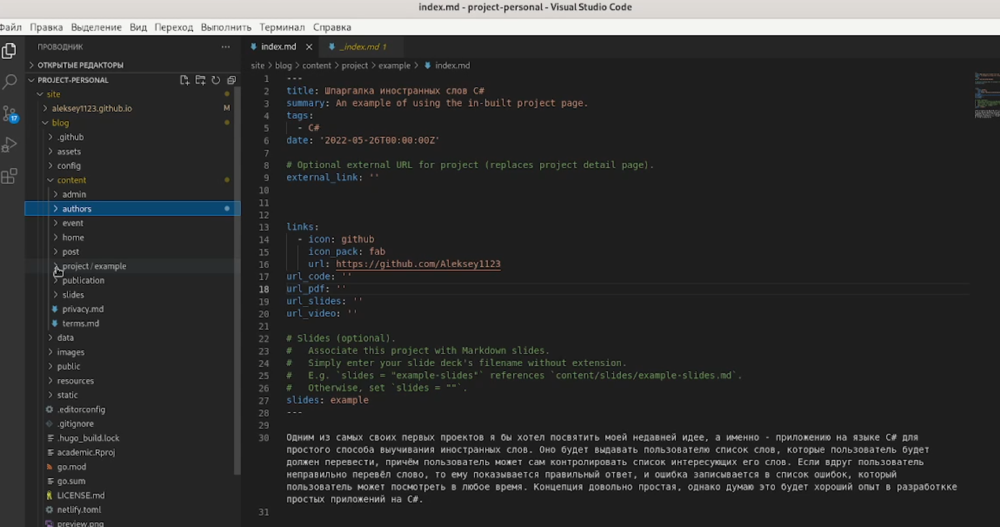 index.md - project-personal - Visual Studio Code
Файл Правка Выделение Вид Переход Выполнить Терминал Справка
ПРОВОДНИК ···
ОТКРЫТЫЕ РЕДАКТОРЫ
PROJECT-PERSONAL
site
aleksey1123.github.io M
blog
.github
assets
config
content
admin
authors
event
home
post
project / example
publication
slides
privacy.md
terms.md
data
images
public
resources
static
.editorconfig
.gitignore
.hugo_build.lock
academic.Rproj
go.mod
go.sum
LICENSE.md
netlify.toml
preview.png
17
index.md _index.md 1
site > blog > content > project > example > index.md
1 ---
2 title: Шпаргалка иностранных слов C#
3 summary: An example of using the in-built project page.
4 tags:
5 - C#
6 date: '2022-05-26T00:00:00Z'
7
8 # Optional external URL for project (replaces project detail page).
9 external_link: ''
10
11
12
13 links:
14 - icon: github
15 icon_pack: fab
16 url: https://github.com/Aleksey1123
17 url_code: ''
18 url_pdf: ''
19 url_slides: ''
20 url_video: ''
21
22 # Slides (optional).
23 # Associate this project with Markdown slides.
24 # Simply enter your slide deck's filename without extension.
25 # E.g. `slides = "example-slides"` references `content/slides/example-slides.md`.
26 # Otherwise, set `slides = ""`.
27 slides: example
28 ---
29
30 Одним из самых своих первых проектов я бы хотел посвятить моей недавней идее, а именно - приложению на языке C# для
простого способа выучивания иностранных слов. Оно будет выдавать пользователю список слов, которые пользователь будет
должен перевести, причём пользователь может сам контролировать список интересующих его слов. Если вдруг пользователь
неправильно перевёл слово, то ему показывается правильный ответ, и ошибка записывается в список ошибок, который
пользователь может посмотреть в любое время. Концепция довольно простая, однако думаю это будет хороший опыт в разработкке
простых приложений на C#.
31